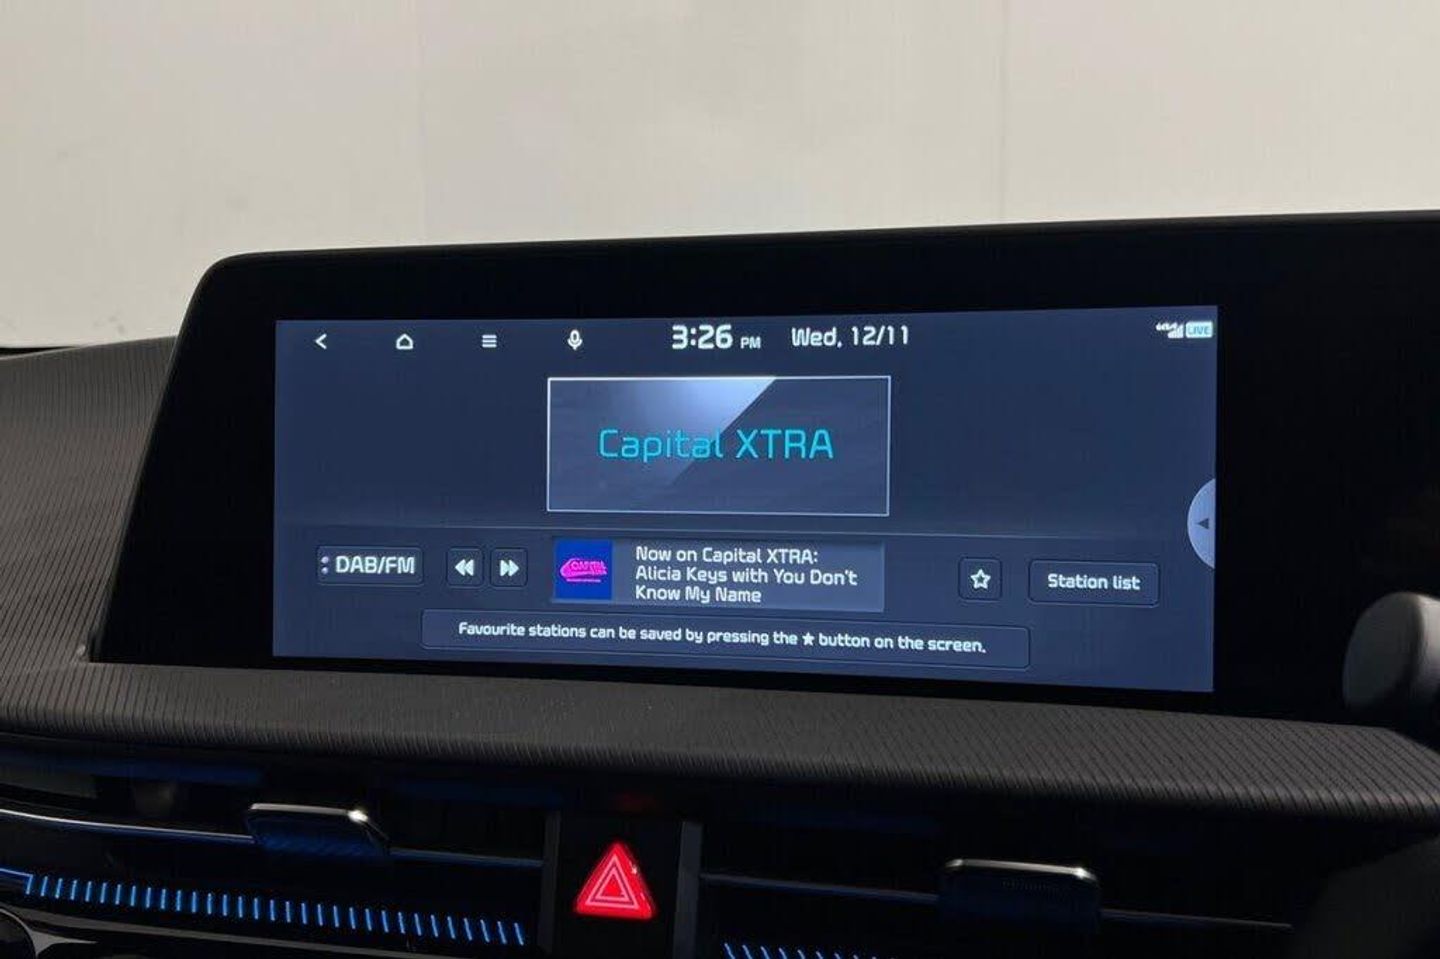 3:26 PM Wed, 12/11
LIVE
Capital XTRA
DAB/FM
CAPITAL
Now on Capital XTRA:
Alicia Keys with You Don't
Know My Name
Station list
Favourite stations can be saved by pressing the ★ button on the screen.